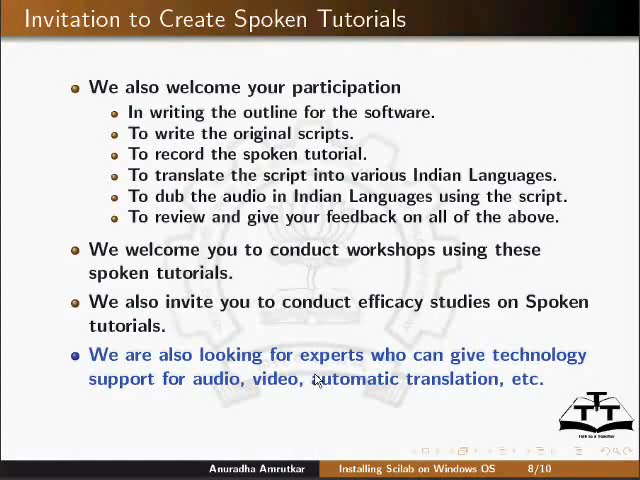 Invitation to Create Spoken Tutorials
We also welcome your participation
In writing the outline for the software.
To write the original scripts.
To record the spoken tutorial.
To translate the script into various Indian Languages.
To dub the audio in Indian Languages using the script.
To review and give your feedback on all of the above.
We welcome you to conduct workshops using these
spoken tutorials.
We also invite you to conduct efficacy studies on Spoken
tutorials.
We are also looking for experts who can give technology
support for audio, video, automatic translation, etc.
TTT
Talk to a Teacher
Anuradha Amrutkar Installing Scilab on Windows OS 8/10